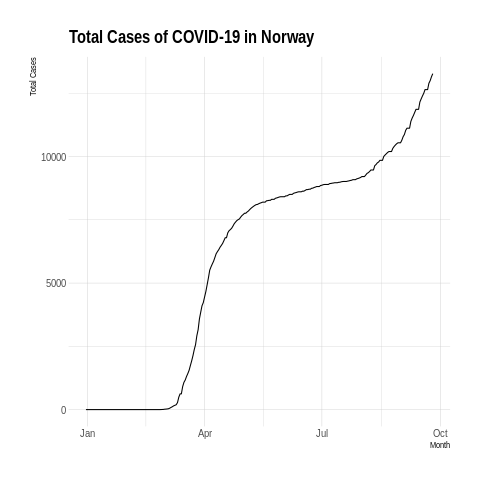 Total Cases of COVID-19 in Norway
Total Cases
10000
5000
0
Jan Apr Jul Oct
Month